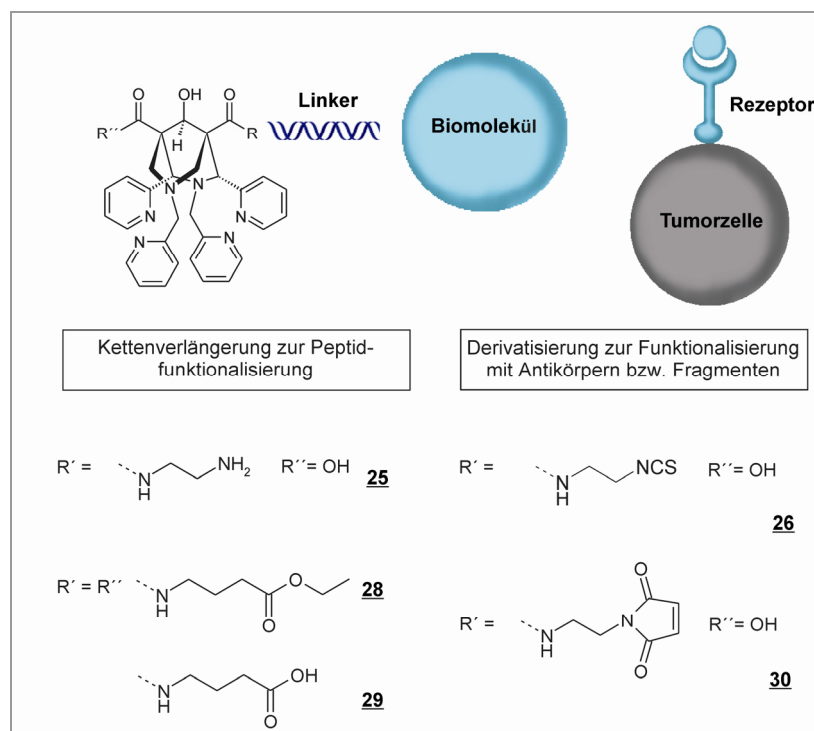 O OH O
Linker
R´´ R
H
N N
N N
N N
Biomolekül
Rezeptor
Tumorzelle
Kettenverlängerung zur Peptid-
funktionalisierung
Derivatisierung zur Funktionalisierung
mit Antikörpern bzw. Fragmenten
R´ = N H NH2 R´´= OH
25
R´ = N H NCS R´´= OH
26
R´ = R´´ N H O O
28
R´ = N H N O O R´´= OH
30
N H OH O
29